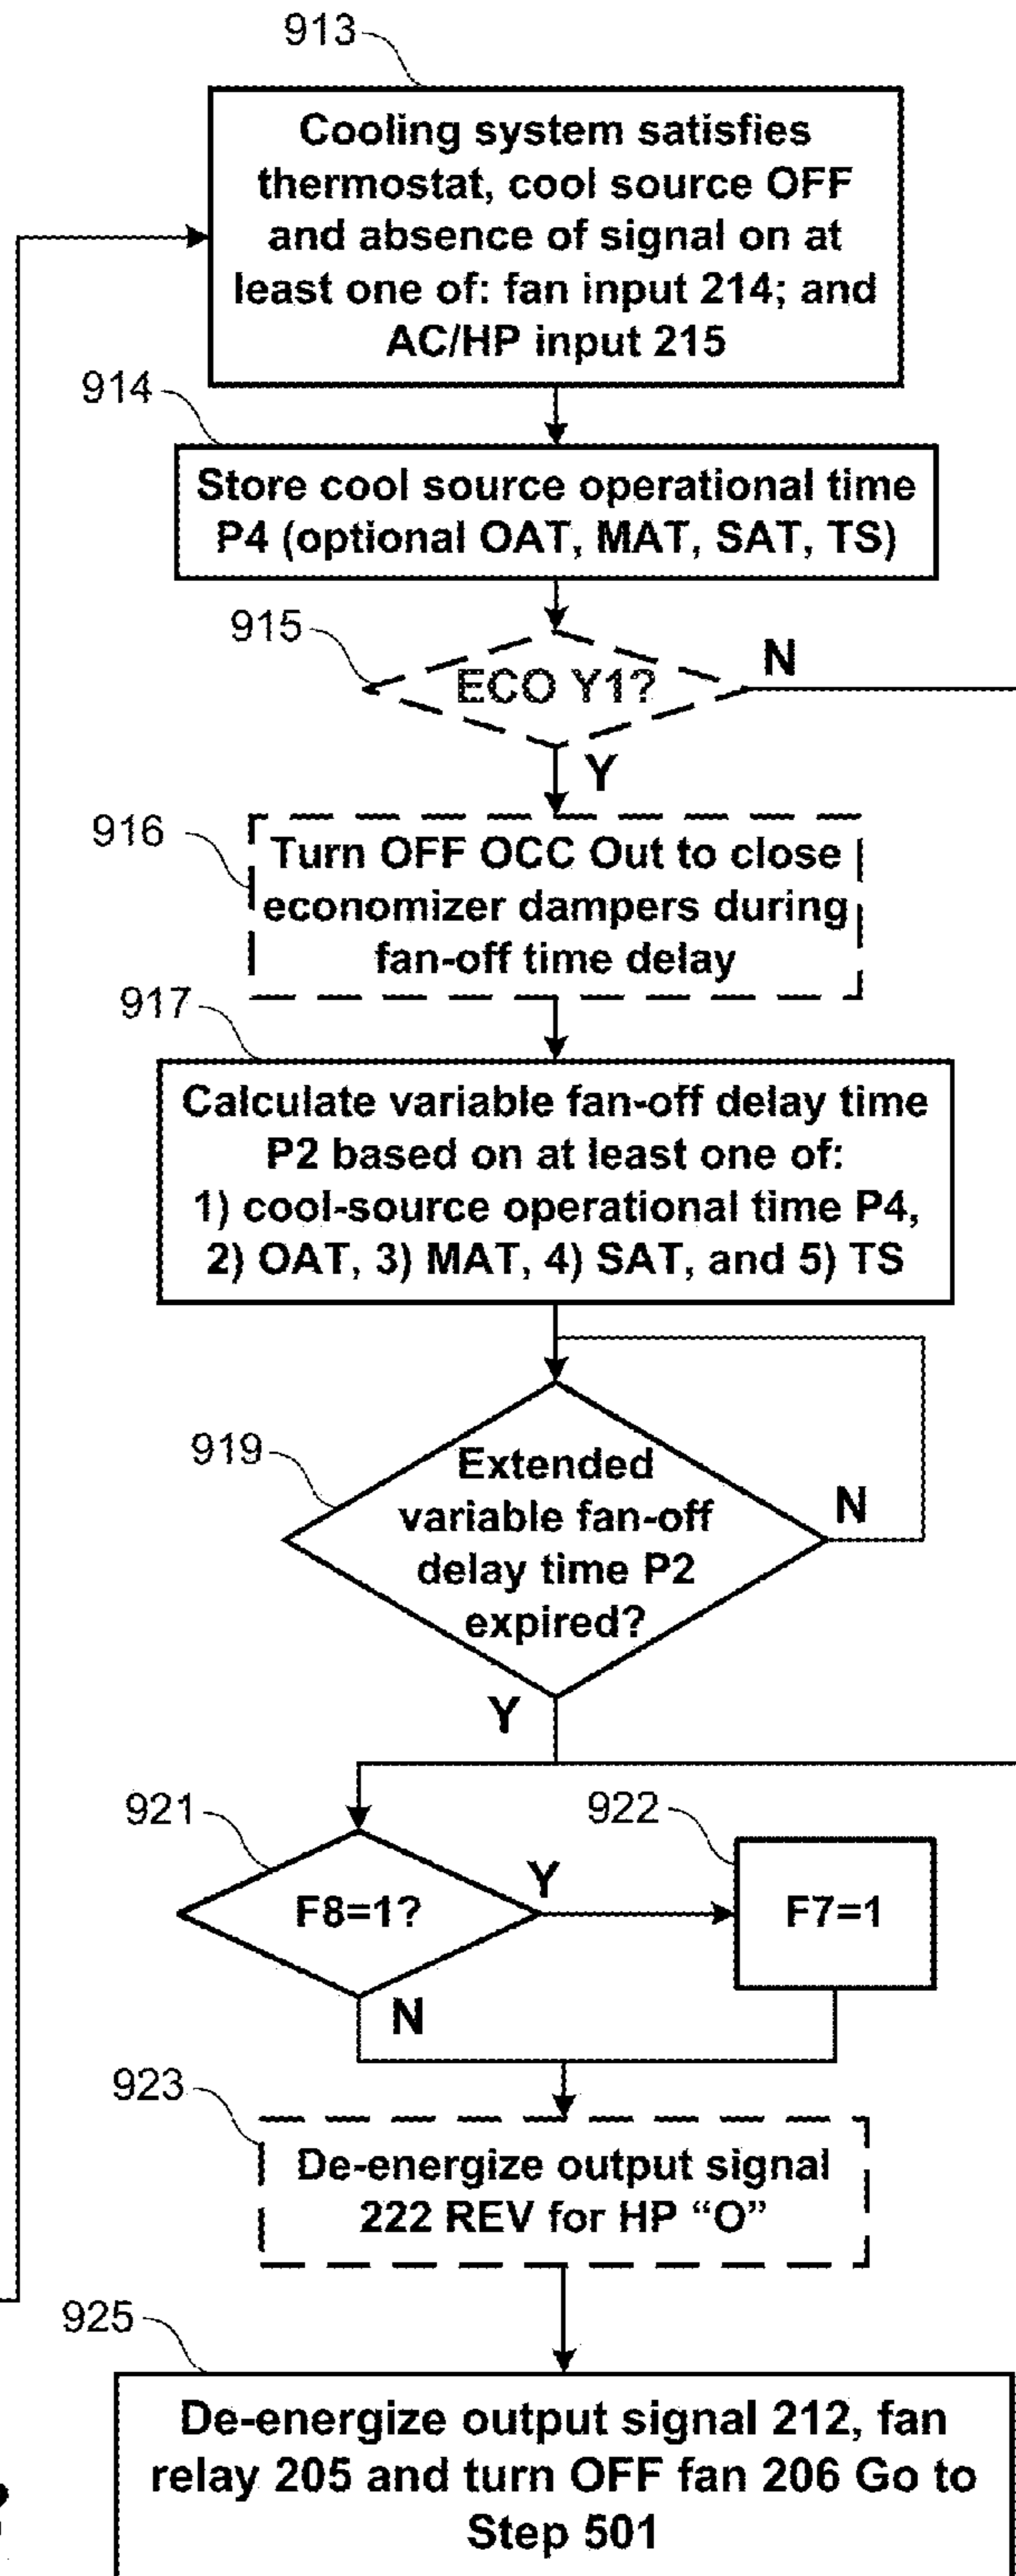 913
Cooling system satisfies
thermostat, cool source OFF
and absence of signal on at
least one of: fan input 214; and
AC/HP input 215
914
Store cool source operational time
P4 (optional OAT, MAT, SAT, TS)
915
ECO Y1?
N
Y
916
Turn OFF OCC Out to close
economizer dampers during
fan-off time delay
917
Calculate variable fan-off delay time
P2 based on at least one of:
1) cool-source operational time P4,
2) OAT, 3) MAT, 4) SAT, and 5) TS
919
Extended
variable fan-off
delay time P2
expired?
N
Y
921
F8=1?
Y
922
F7=1
N
923
De-energize output signal
222 REV for HP “O”
925
De-energize output signal 212, fan
relay 205 and turn OFF fan 206 Go to
Step 501